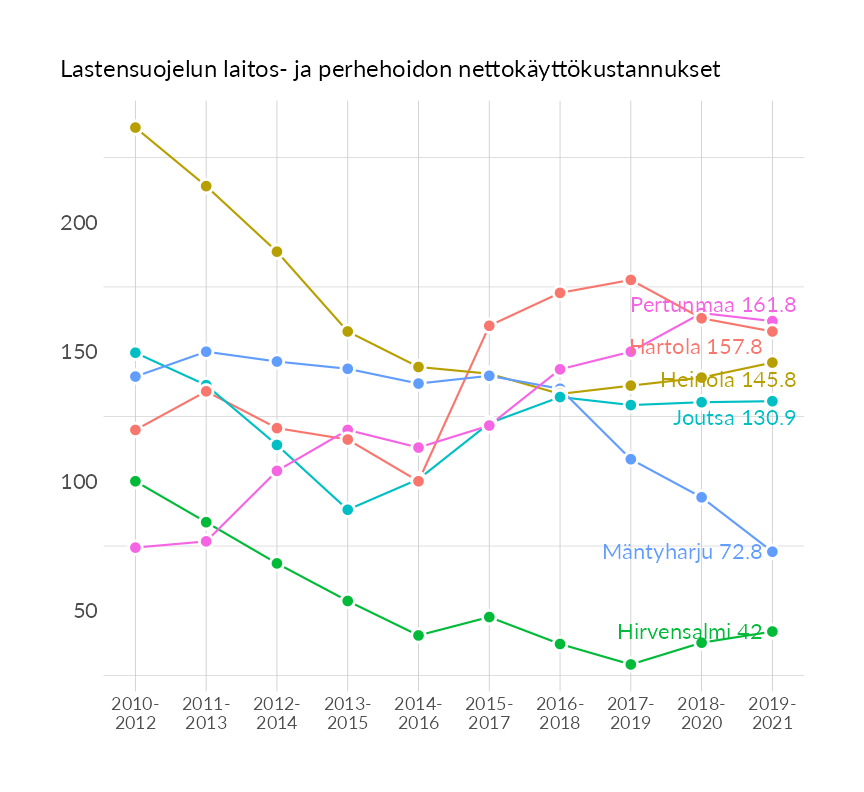 Lastensuojelun laitos- ja perhehoidon nettokäyttökustannukset
200
150
100
50
Pertunmaa 161.8
Hartola 157.8
Heinola 145.8
Joutsa 130.9
Mäntyharju 72.8
Hirvensalmi 42
2010- 2011- 2012- 2013- 2014- 2015- 2016- 2017- 2018- 2019-
2012 2013 2014 2015 2016 2017 2018 2019 2020 2021